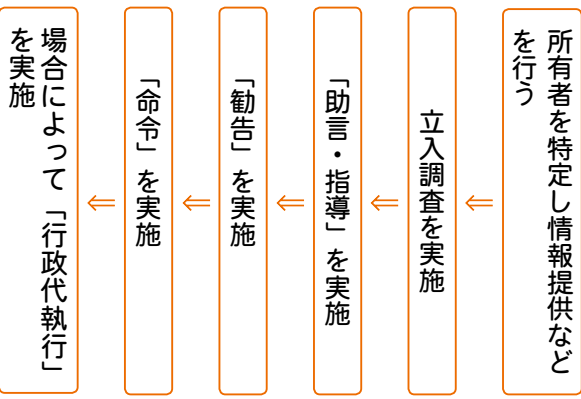 所有者を特定し情報提供など
を行う
⇐
立入調査を実施
⇐
「助言・指導」を実施
⇐
「勧告」を実施
⇐
「命令」を実施
⇐
場合によって「行政代執行」
を実施